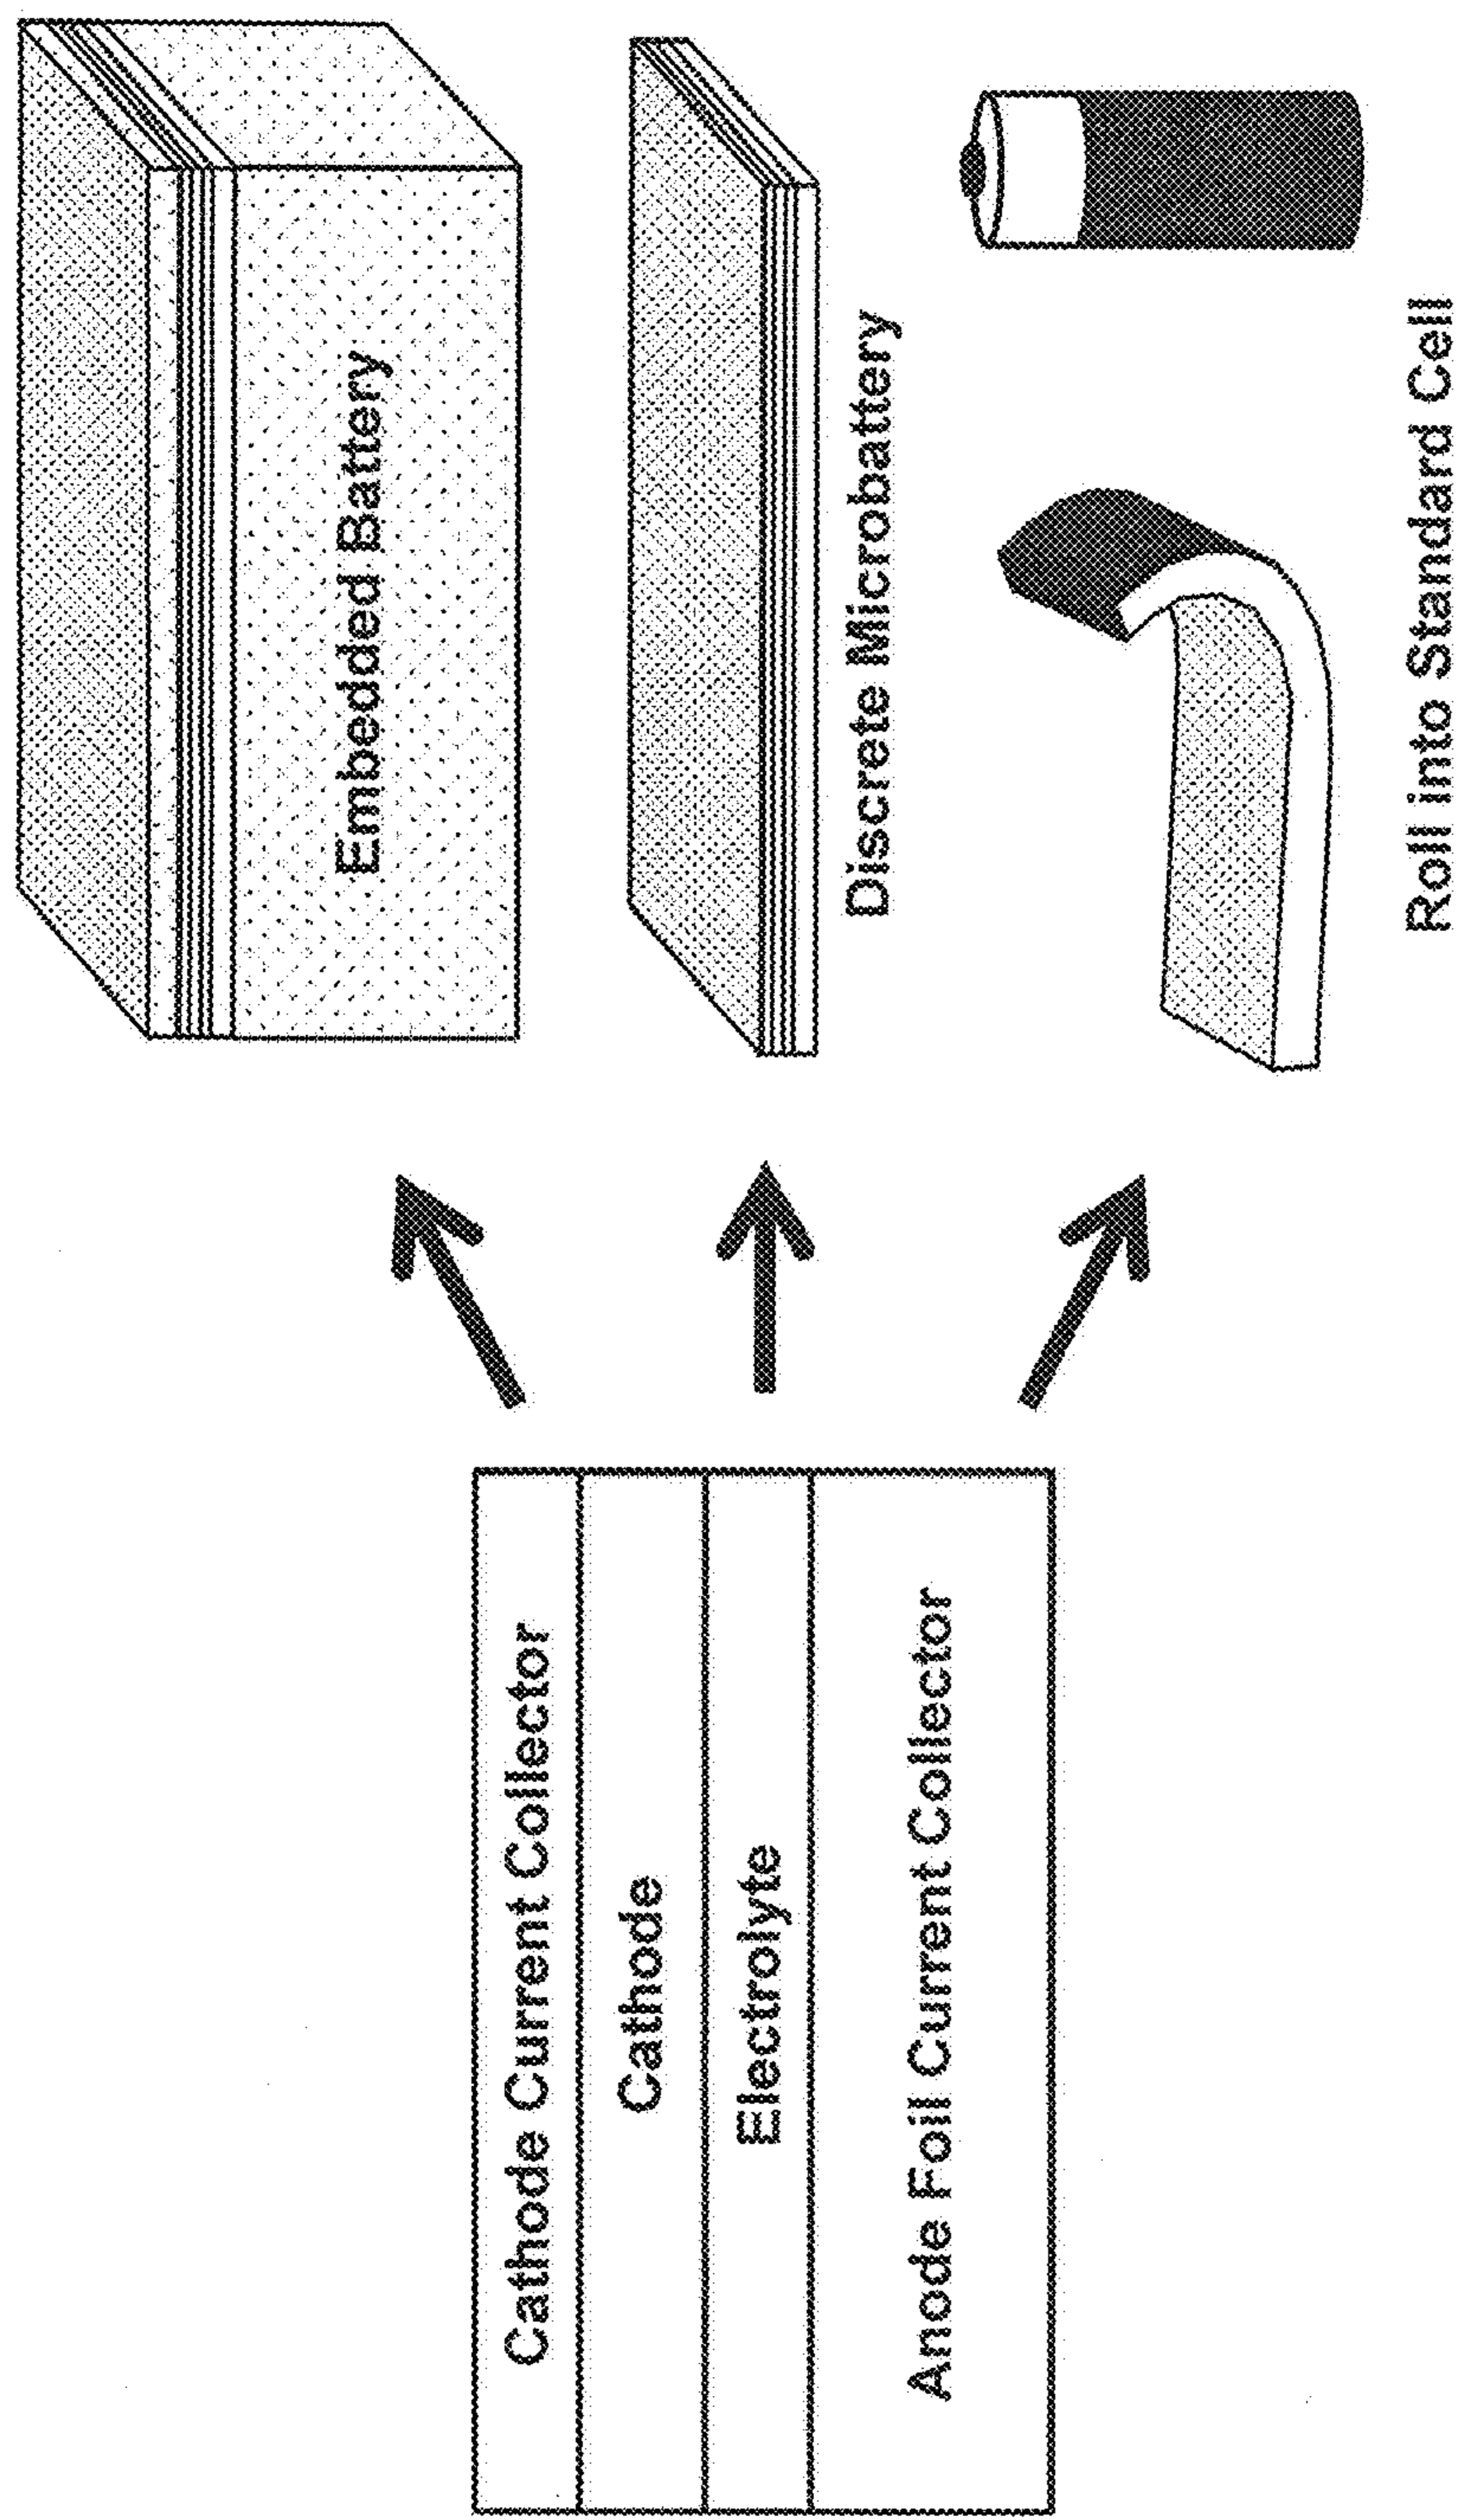 Cathode Current Collector
Cathode
Electrolyte
Anode Foil Current Collector
Embedded Battery
Discrete Microbattery
Roll into Standard Cell